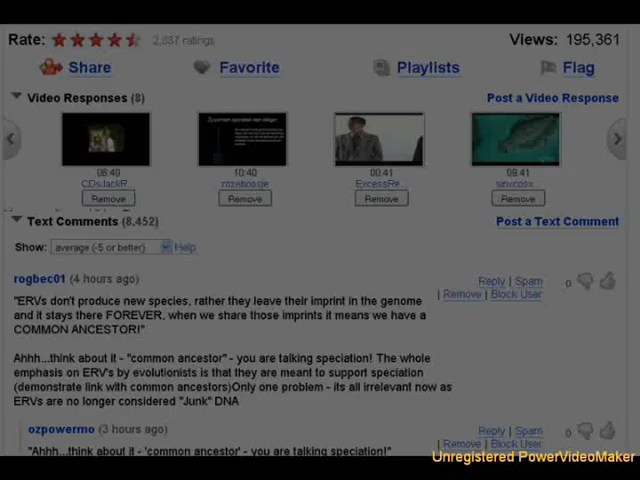 Rate: 2,837 ratings Views: 195,361
Share Favorite Playlists Flag
Video Responses (8) Post a Video Response
06:40 10:40 00:41 09:41
CDsJackR... ExcessRe...
Remove Remove Remove Remove
Text Comments (8,452) Post a Text Comment
Show: average (-5 or better) Help
rogbec01 (4 hours ago) Reply | Spam 0
| Remove | Block User
"ERVs don't produce new species, rather they leave their imprint in the genome
and it stays there FOREVER, when we share those imprints it means we have a
COMMON ANCESTOR!"
Ahhh...think about it - "common ancestor" - you are talking speciation! The whole
emphasis on ERV's by evolutionists is that they are meant to support speciation
(demonstrate link with common ancestors)Only one problem - its all irrelevant now as
ERVs are no longer considered "Junk" DNA
ozpowermo (3 hours ago) Reply | Spam 0
| Remove | Block User
"Ahhh...think about it - 'common ancestor' - you are talking speciation!"
Unregistered PowerVideoMaker